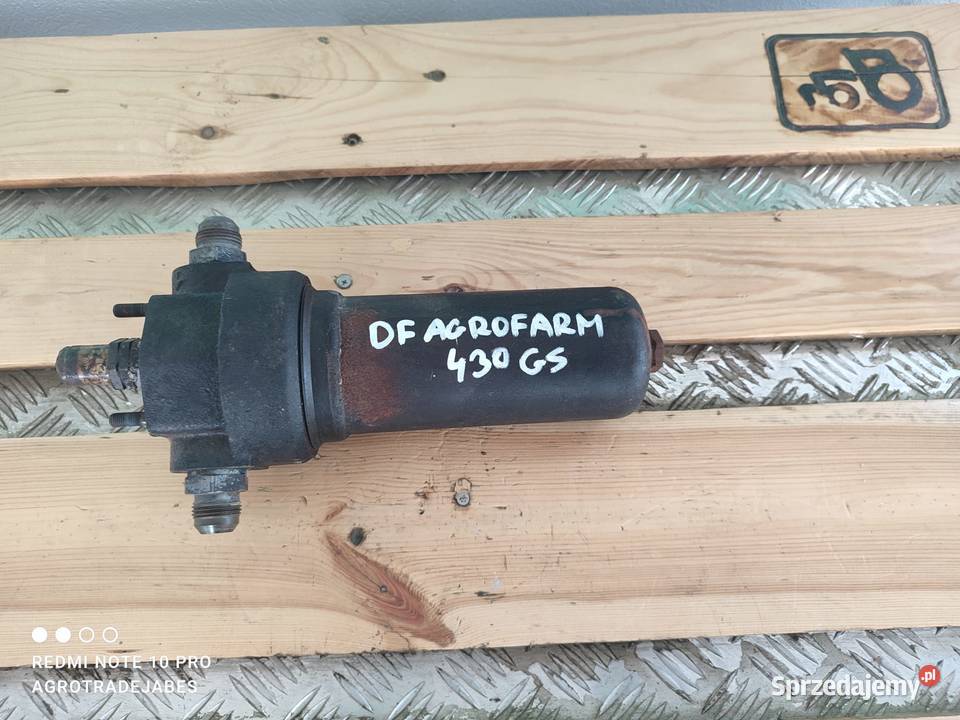 DF AGROFARM
430 GS
REDMI NOTE 10 PRO
AGROTRADEJABES
Sprzedajemy.pl